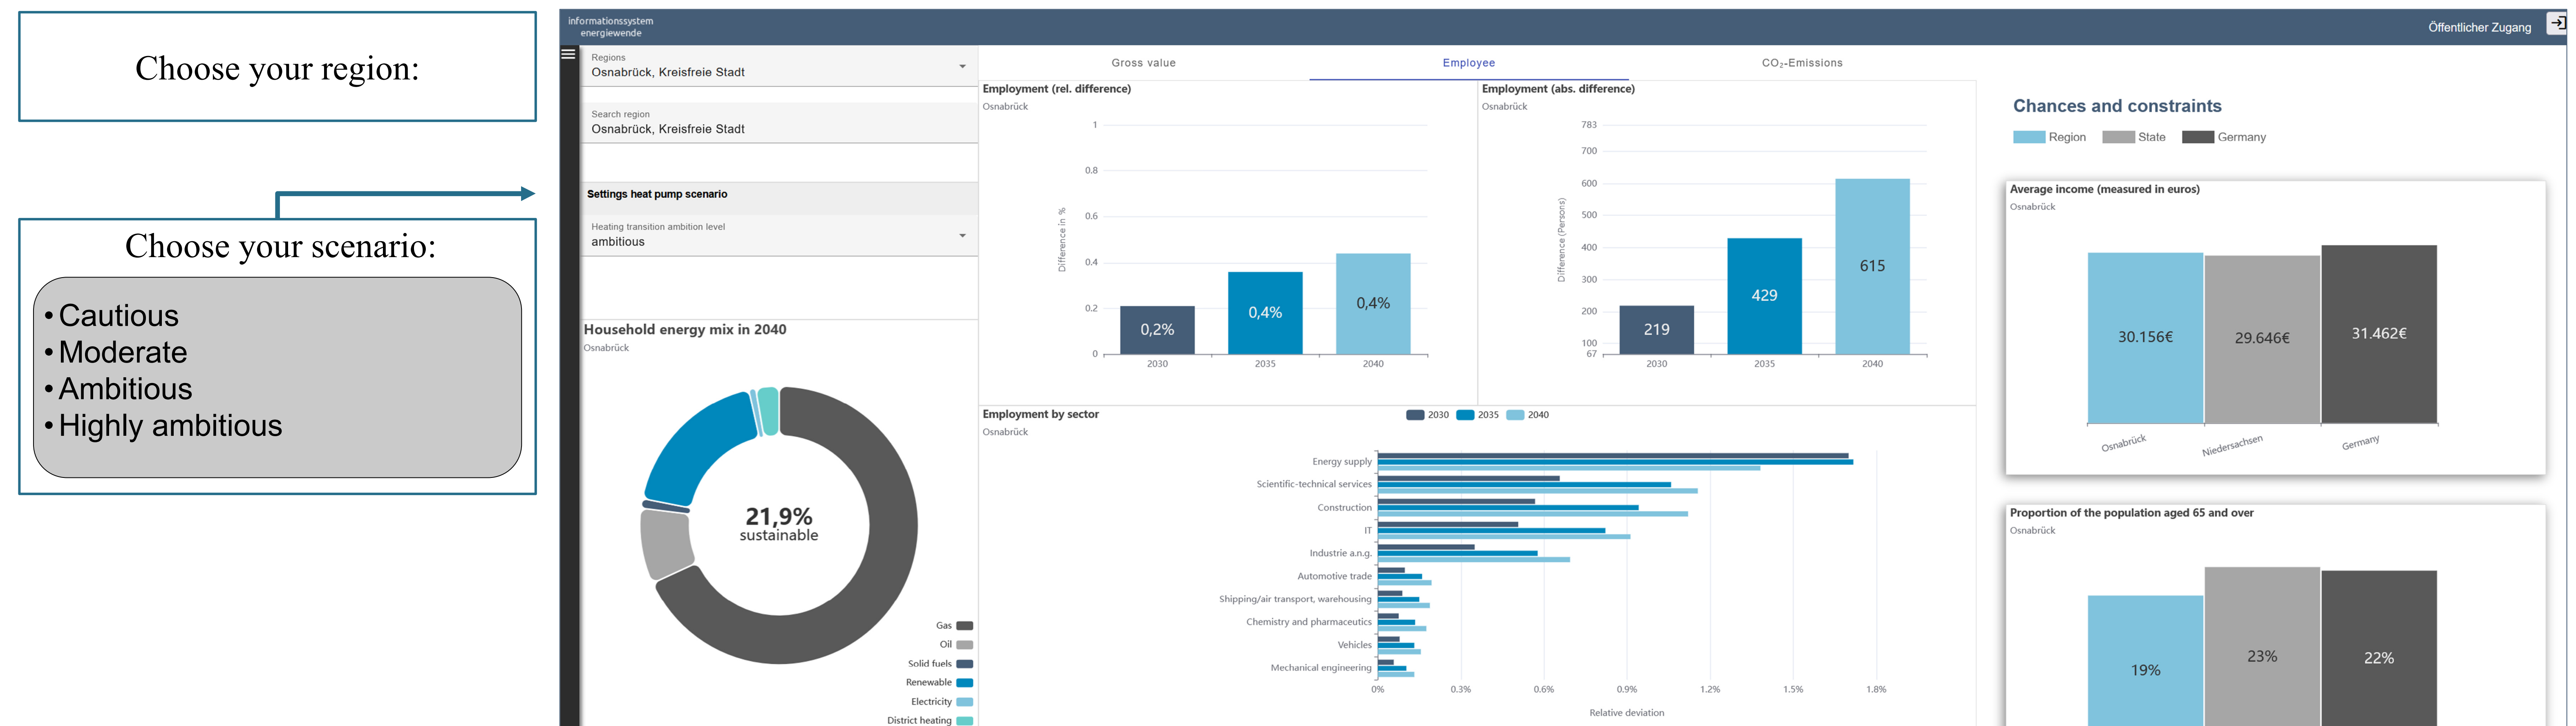 Choose your region:
Choose your scenario:
• Cautious
• Moderate
• Ambitious
• Highly ambitious
informationssystem
energiewende
Öffentlicher Zugang
Regions
Osnabrück, Kreisfreie Stadt
Search region
Osnabrück, Kreisfreie Stadt
Settings heat pump scenario
Heating transition ambition level
ambitious
Household energy mix in 2040
Osnabrück
21,9%
sustainable
Gas
Oil
Solid fuels
Renewable
Electricity
District heating
Gross value
Employee
CO₂-Emissions
Employment (rel. difference)
Osnabrück
Difference in %
1
0.8
0.6
0.4
0.2
0
0,2%
0,4%
0,4%
2030
2035
2040
Employment (abs. difference)
Osnabrück
Difference (Persons)
783
700
600
500
400
300
200
100
67
219
429
615
2030
2035
2040
Employment by sector
Osnabrück
2030
2035
2040
Energy supply
Scientific-technical services
Construction
IT
Industrie a.n.g.
Automotive trade
Shipping/air transport, warehousing
Chemistry and pharmaceutics
Vehicles
Mechanical engineering
0%
0.3%
0.6%
0.9%
1.2%
1.5%
1.8%
Relative deviation
Chances and constraints
Region
State
Germany
Average income (measured in euros)
Osnabrück
30.156€
29.646€
31.462€
Osnabrück
Niedersachsen
Germany
Proportion of the population aged 65 and over
Osnabrück
19%
23%
22%